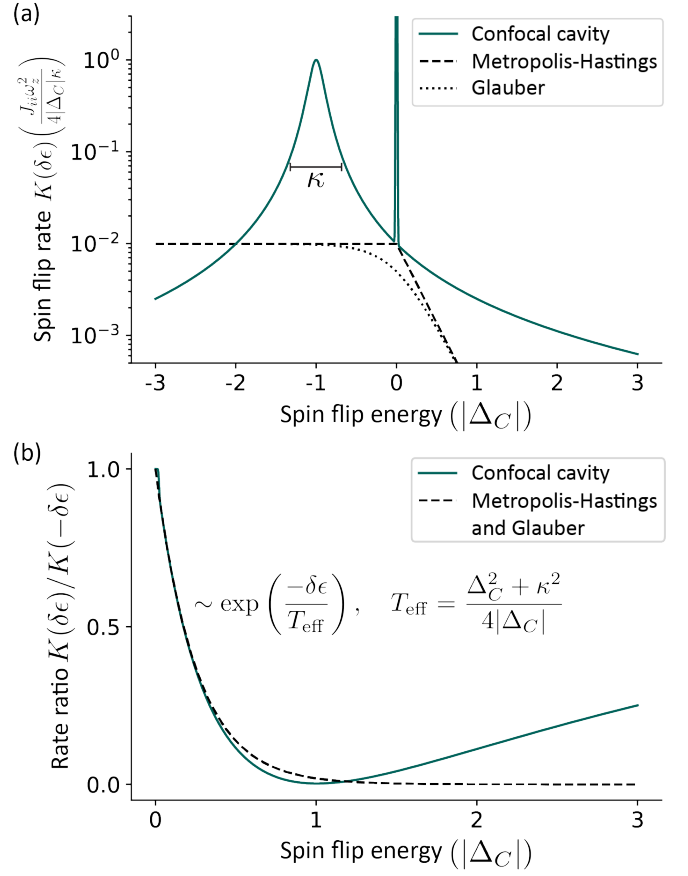 (a)
Spin flip rate K(δϵ) (J_{ii}ω_z^2 / 4|Δ_C|κ)
10^0
10^{-1}
10^{-2}
10^{-3}
κ
Confocal cavity
Metropolis-Hastings
Glauber
-3 -2 -1 0 1 2 3
Spin flip energy (|Δ_C|)
(b)
Rate ratio K(δϵ)/K(−δϵ)
1.0
0.5
0.0
Confocal cavity
Metropolis-Hastings
and Glauber
∼ exp(−δϵ / T_eff), T_eff = (Δ_C^2 + κ^2) / 4|Δ_C|
0 1 2 3
Spin flip energy (|Δ_C|)